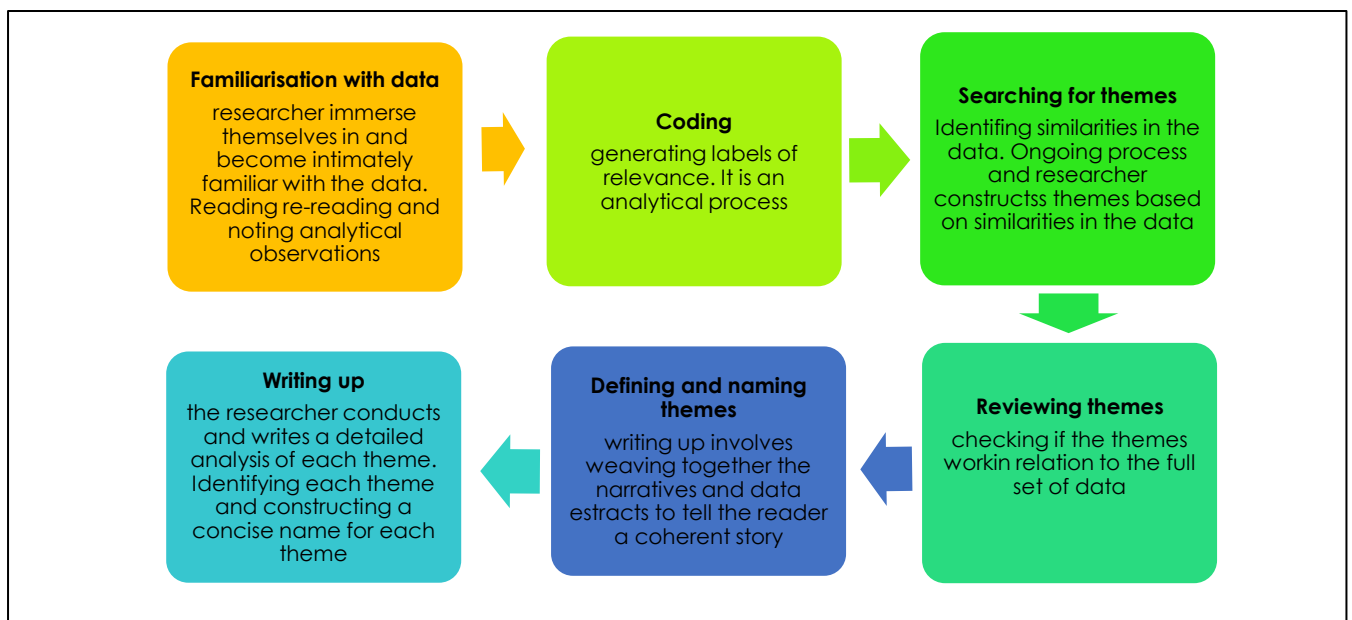 Familiarisation with data
researcher immerse
themselves in and
become intimately
familiar with the data.
Reading re-reading and
noting analytical
observations
Coding
generating labels of
relevance. It is an
analytical process
Searching for themes
Identifing similarities in the
data. Ongoing process
and researcher
constructss themes based
on similarities in the data
Reviewing themes
checking if the themes
workin relation to the full
set of data
Defining and naming
themes
writing up involves
weaving together the
narratives and data
estracts to tell the reader
a coherent story
Writing up
the researcher conducts
and writes a detailed
analysis of each theme.
Identifying each theme
and constructing a
concise name for each
theme